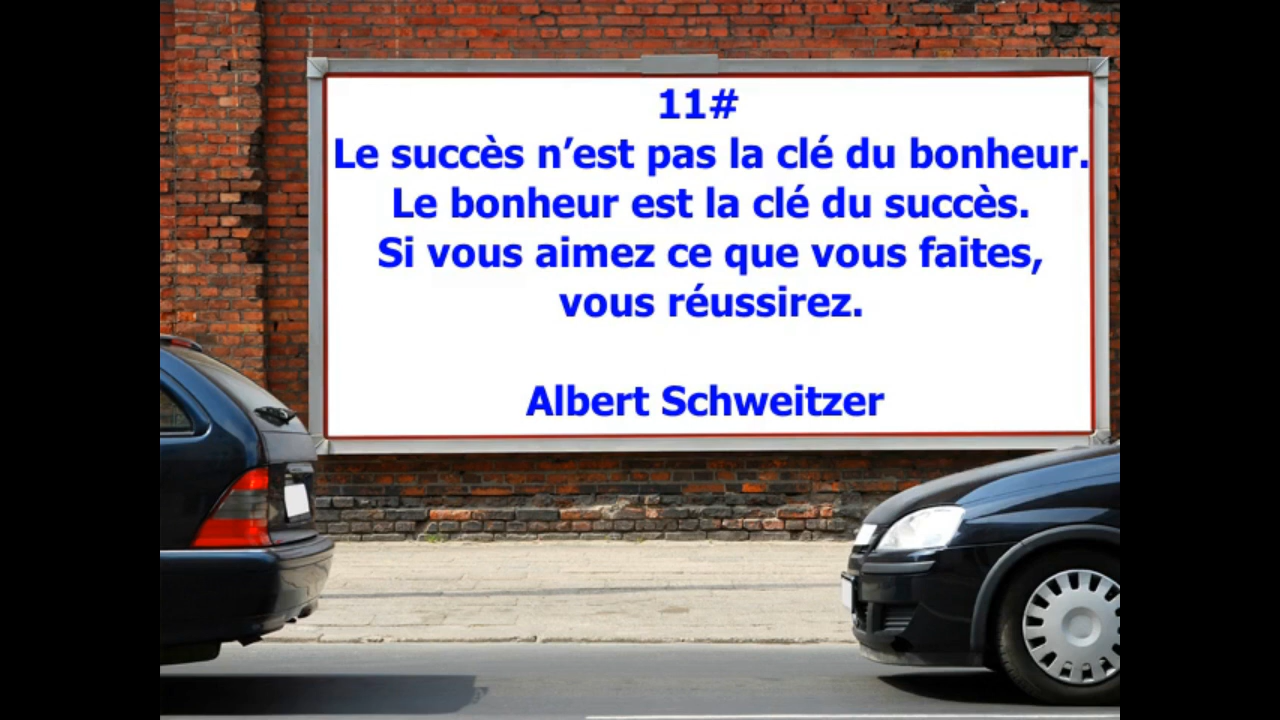 11#
Le succès n’est pas la clé du bonheur.
Le bonheur est la clé du succès.
Si vous aimez ce que vous faites,
vous réussirez.
Albert Schweitzer